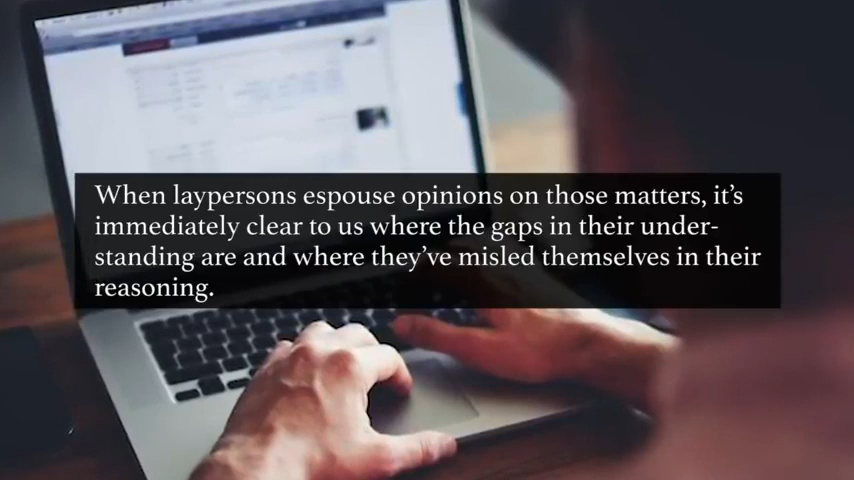 When laypersons espouse opinions on those matters, it's
immediately clear to us where the gaps in their under-
standing are and where they've misled themselves in their
reasoning.